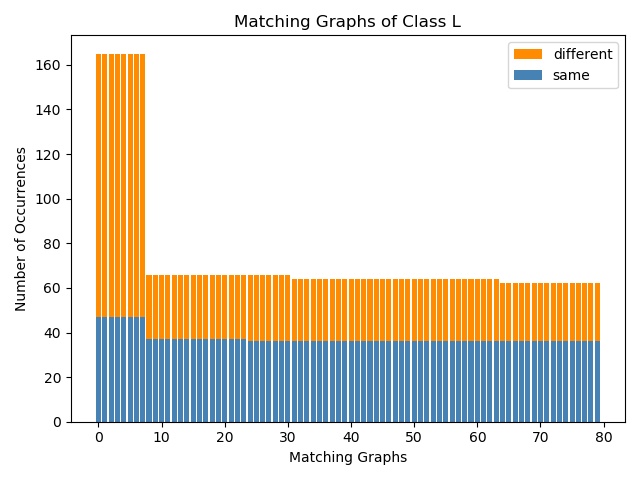 Matching Graphs of Class L
different
same
160
140
120
100
80
60
40
20
0
Number of Occurrences
0 10 20 30 40 50 60 70 80
Matching Graphs